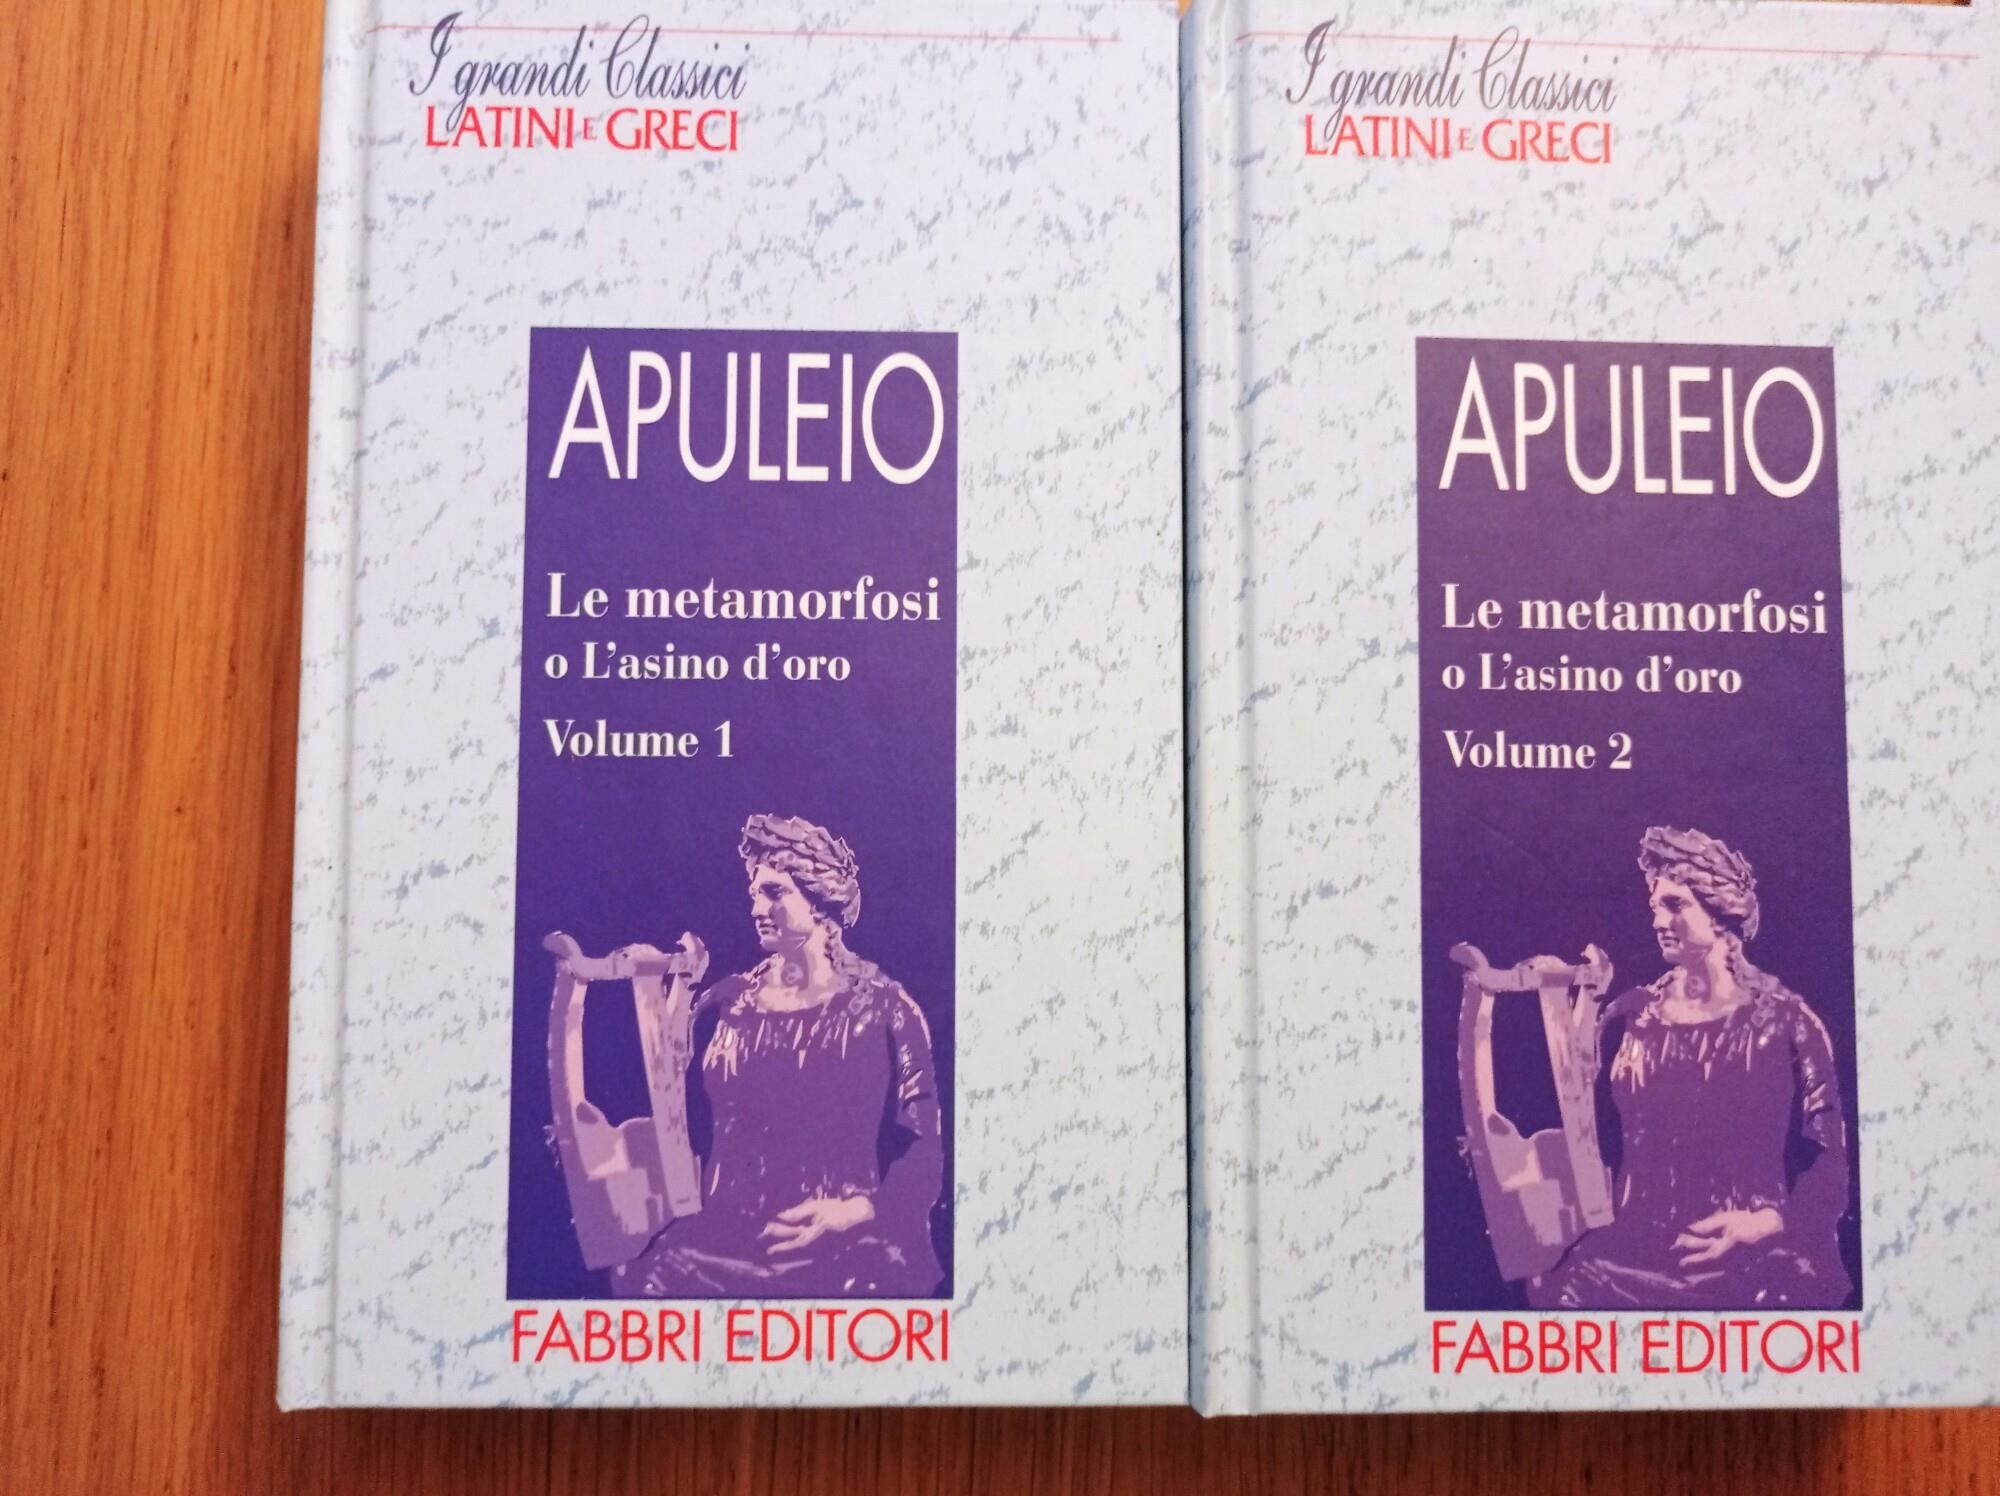 I grandi Classici
LATINI E GRECI
APULEIO
Le metamorfosi
o L'asino d'oro
Volume 1
FABBRI EDITORI
I grandi Classici
LATINI E GRECI
APULEIO
Le metamorfosi
o L'asino d'oro
Volume 2
FABBRI EDITORI